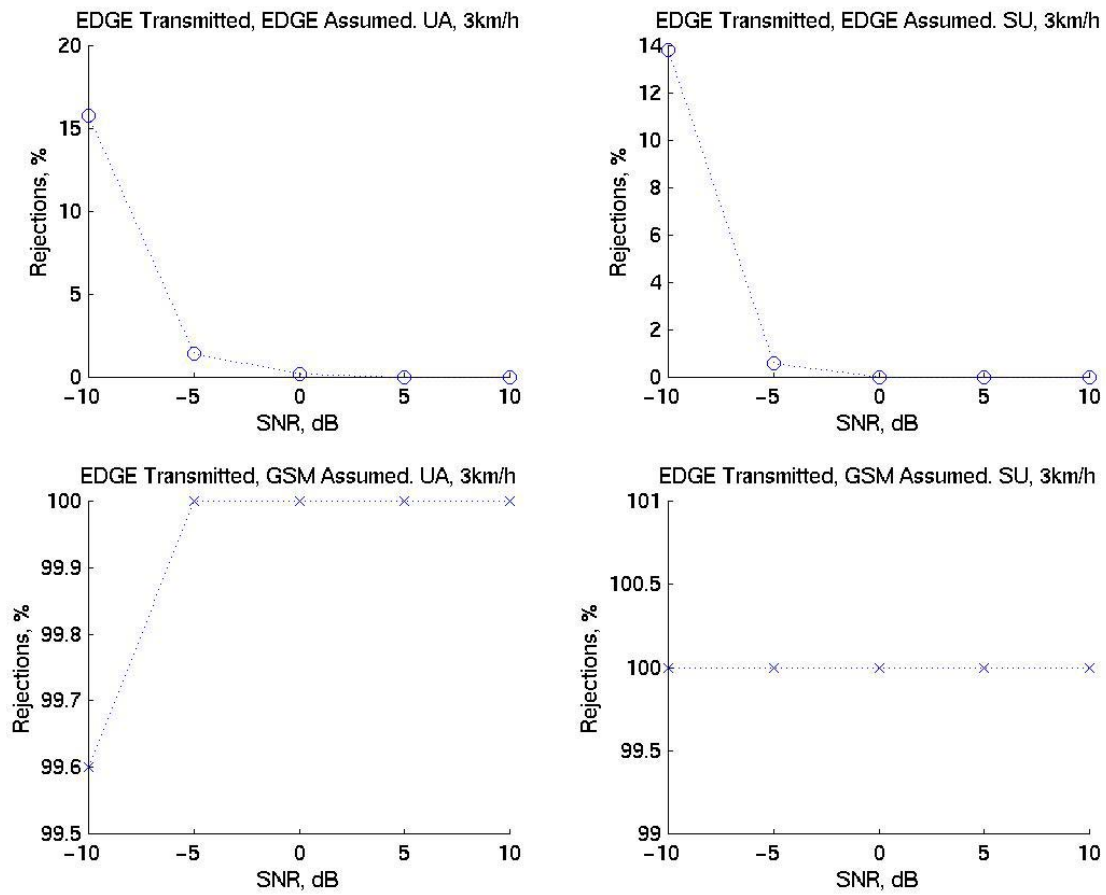 EDGE Transmitted, EDGE Assumed. UA, 3km/h
20
15
10
5
0
Rejections, %
−10 −5 0 5 10
SNR, dB
EDGE Transmitted, EDGE Assumed. SU, 3km/h
14
12
10
8
6
4
2
0
Rejections, %
−10 −5 0 5 10
SNR, dB
EDGE Transmitted, GSM Assumed. UA, 3km/h
100
99.9
99.8
99.7
99.6
99.5
Rejections, %
−10 −5 0 5 10
SNR, dB
EDGE Transmitted, GSM Assumed. SU, 3km/h
101
100.5
100
99.5
99
Rejections, %
−10 −5 0 5 10
SNR, dB